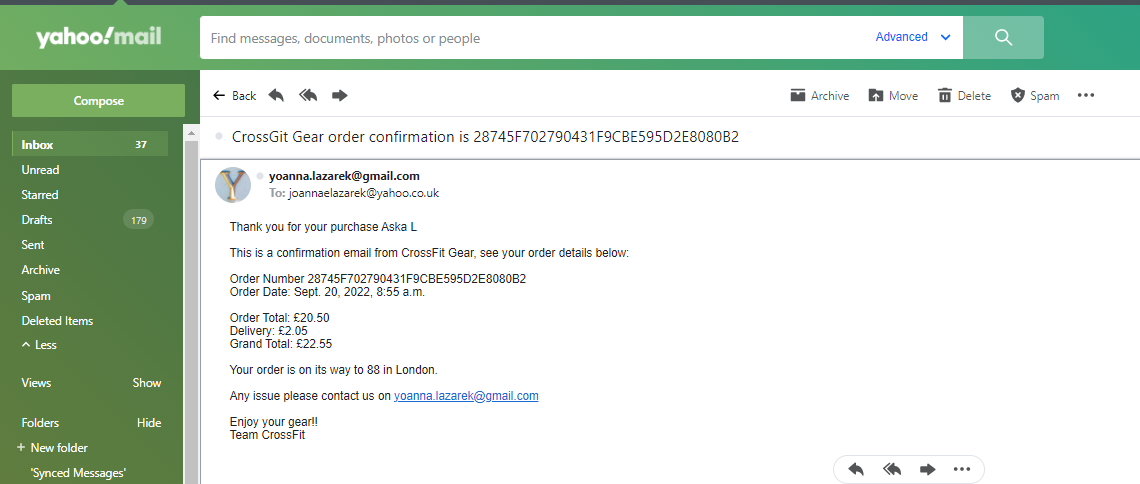 yahoo!mail
Find messages, documents, photos or people
Advanced
Compose
Back
Archive
Move
Delete
Spam
Inbox 37
Unread
Starred
Drafts 179
Sent
Archive
Spam
Deleted Items
Less
Views Show
Folders Hide
+ New folder
'Synced Messages'
CrossGit Gear order confirmation is 28745F702790431F9CBE595D2E8080B2
Y
yoanna.lazarek@gmail.com
To: joannaelazarek@yahoo.co.uk
Thank you for your purchase Aska L
This is a confirmation email from CrossFit Gear, see your order details below:
Order Number 28745F702790431F9CBE595D2E8080B2
Order Date: Sept. 20, 2022, 8:55 a.m.
Order Total: £20.50
Delivery: £2.05
Grand Total: £22.55
Your order is on its way to 88 in London.
Any issue please contact us on yoanna.lazarek@gmail.com
Enjoy your gear!!
Team CrossFit